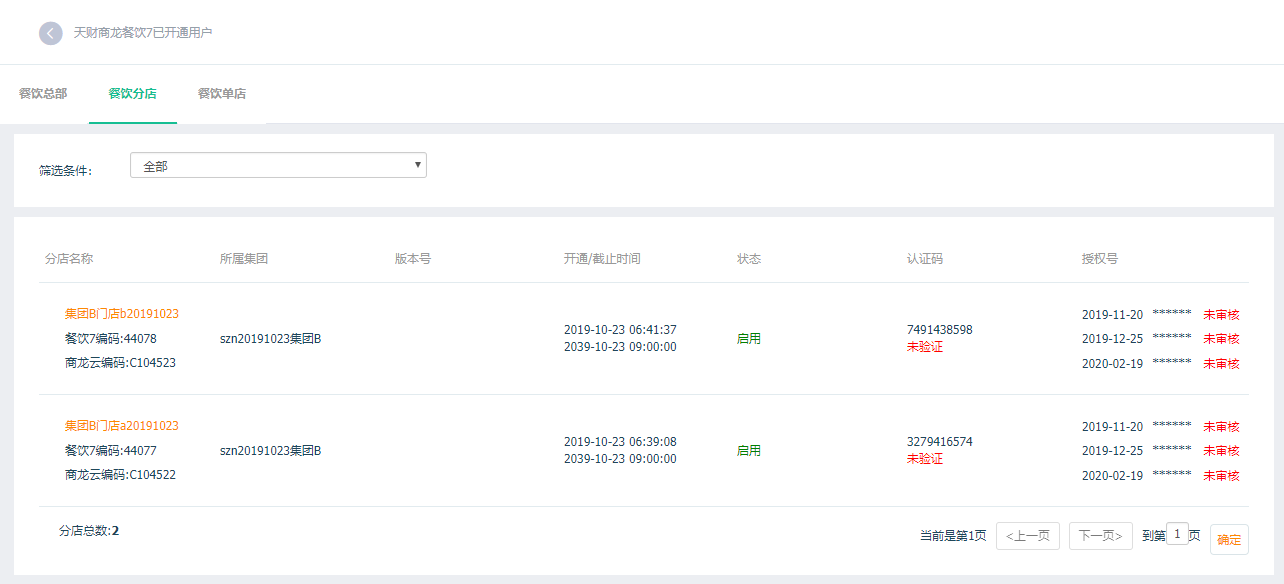 天财商龙餐饮7已开通用户
餐饮总部 餐饮分店 餐饮单店
筛选条件: 全部
分店名称 所属集团 版本号 开通/截止时间 状态 认证码 授权号
集团B门店b20191023
餐饮7编码:44078
商龙云编码:C104523
szn20191023集团B
2019-10-23 06:41:37
2039-10-23 09:00:00
启用
7491438598
未验证
2019-11-20 ****** 未审核
2019-12-25 ****** 未审核
2020-02-19 ****** 未审核
集团B门店a20191023
餐饮7编码:44077
商龙云编码:C104522
szn20191023集团B
2019-10-23 06:39:08
2039-10-23 09:00:00
启用
3279416574
未验证
2019-11-20 ****** 未审核
2019-12-25 ****** 未审核
2020-02-19 ****** 未审核
分店总数:2
当前是第1页 <上一页 下一页> 到第1页 确定